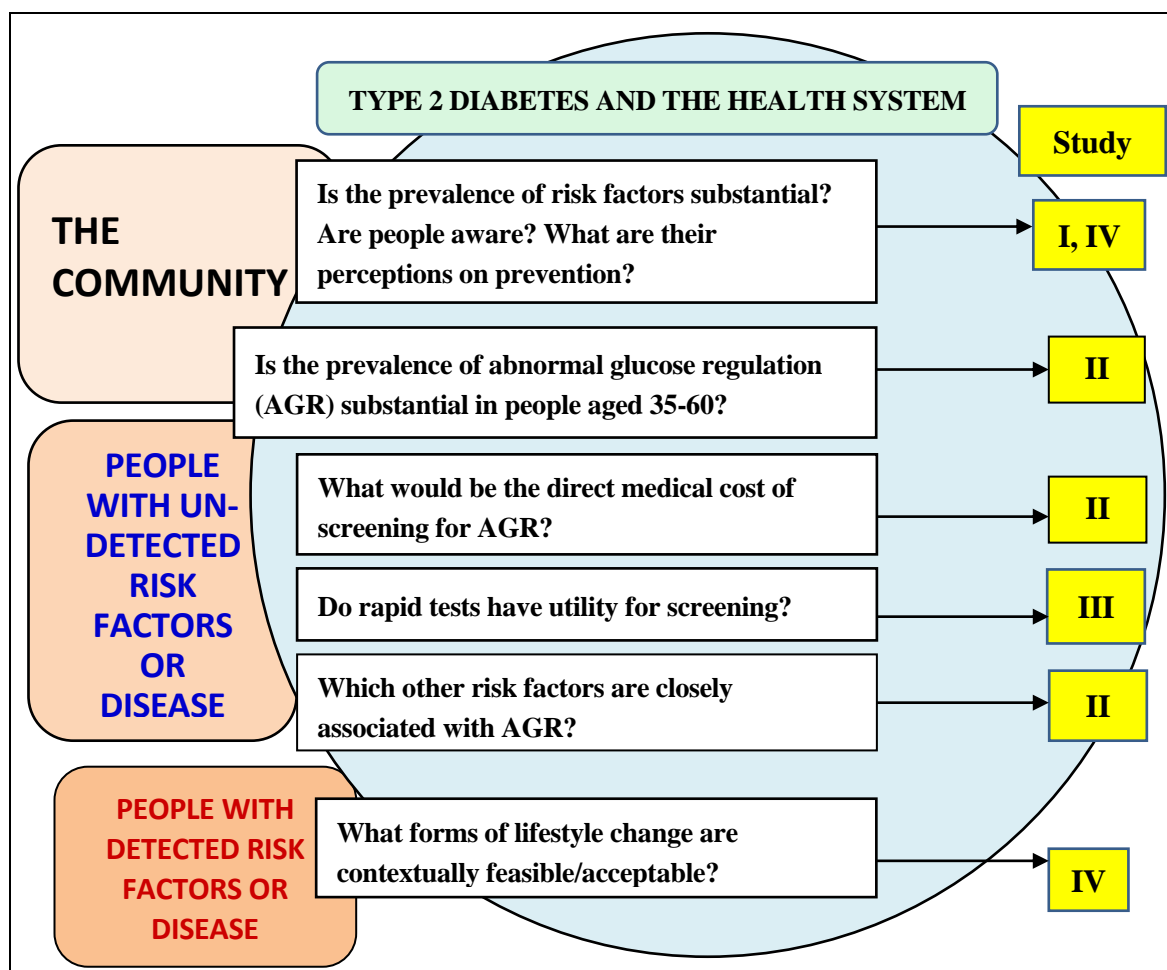 TYPE 2 DIABETES AND THE HEALTH SYSTEM
Study
THE
COMMUNITY
Is the prevalence of risk factors substantial?
Are people aware? What are their
perceptions on prevention?
I, IV
Is the prevalence of abnormal glucose regulation
(AGR) substantial in people aged 35-60?
II
PEOPLE
WITH UN-
DETECTED
RISK
FACTORS
OR
DISEASE
What would be the direct medical cost of
screening for AGR?
II
Do rapid tests have utility for screening?
III
Which other risk factors are closely
associated with AGR?
II
PEOPLE WITH
DETECTED RISK
FACTORS OR
DISEASE
What forms of lifestyle change are
contextually feasible/acceptable?
IV